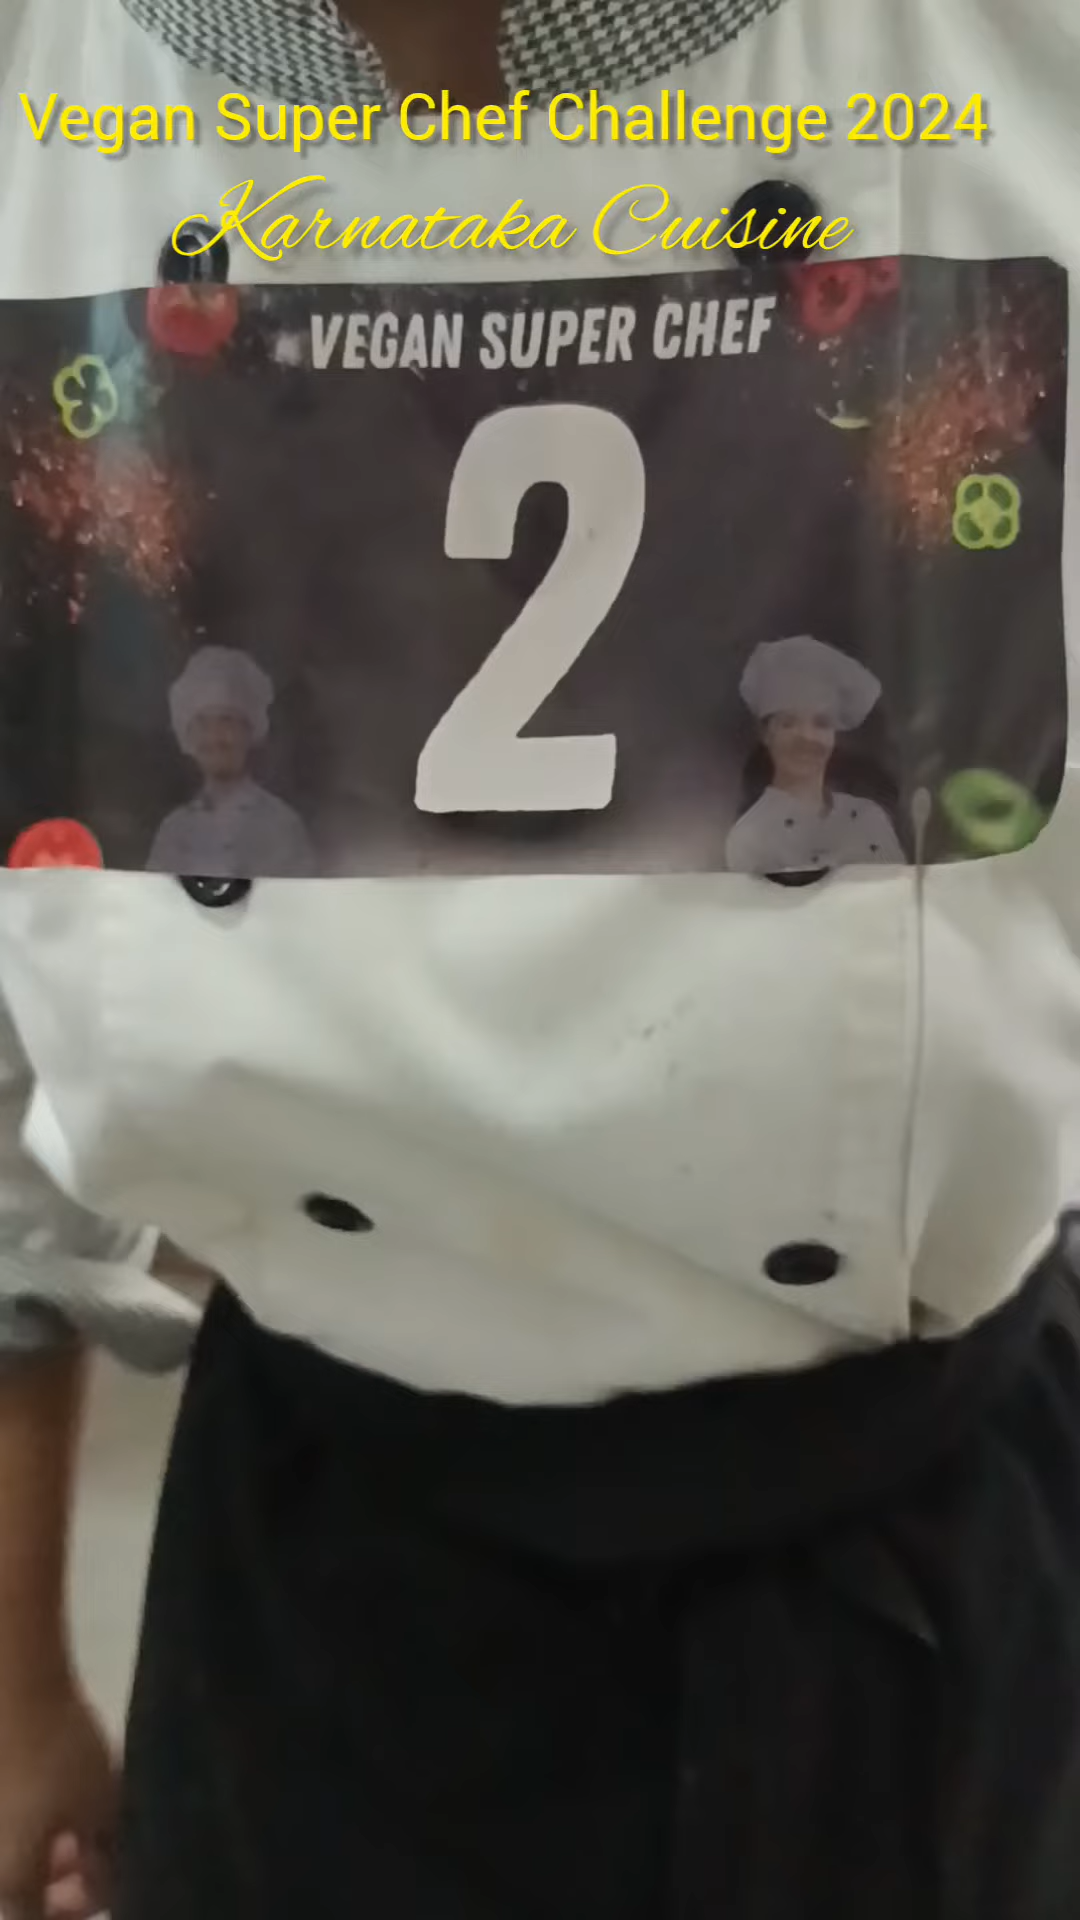 Vegan Super Chef Challenge 2024
Karnataka Cuisine
VEGAN SUPER CHEF
2